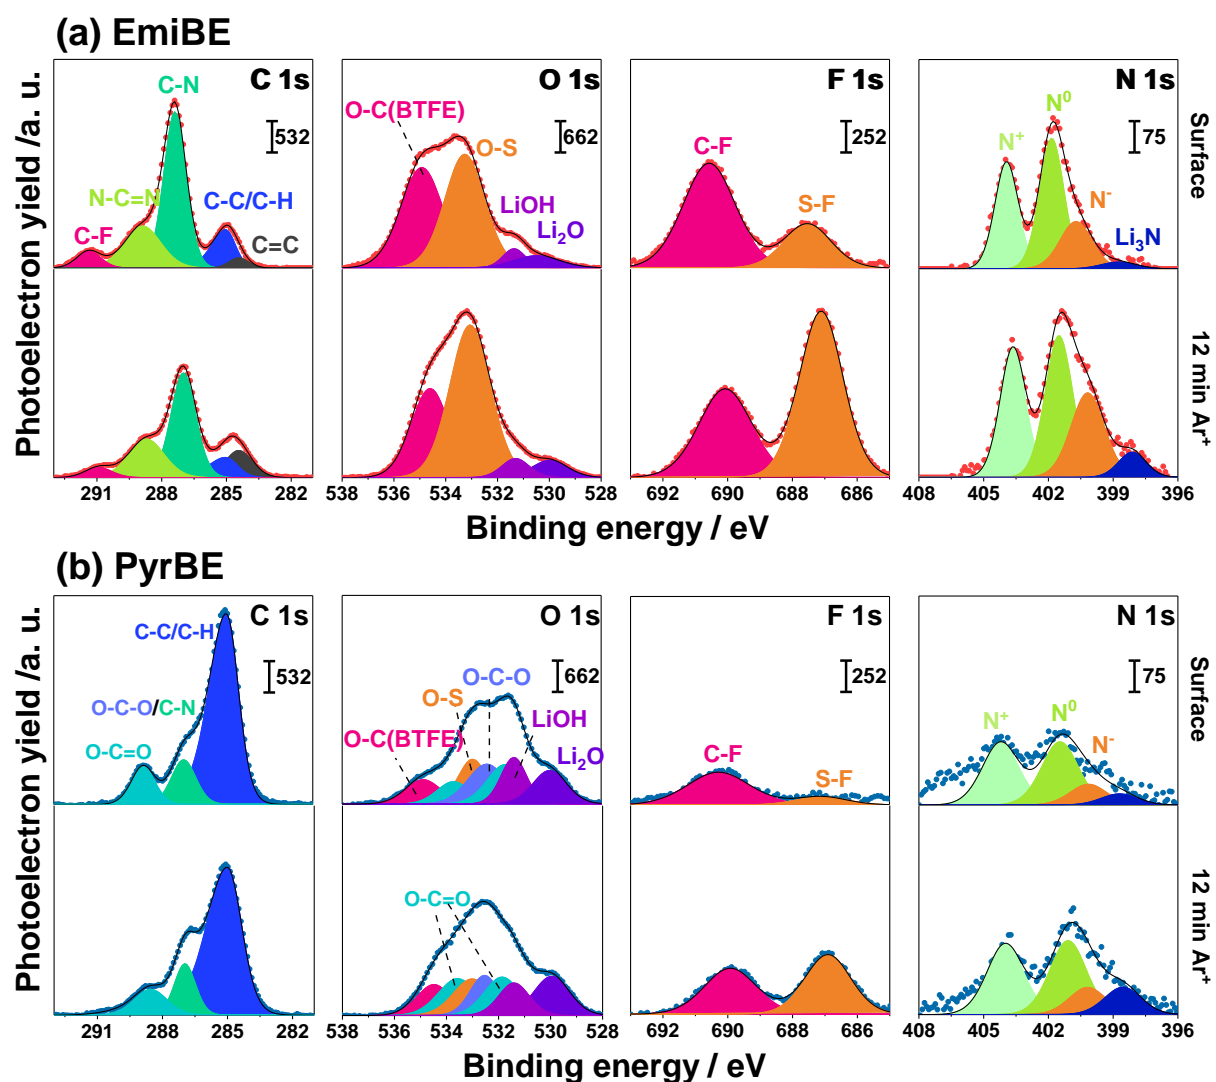 (a) EmiBE
Photoelectron yield /a. u.
C 1s
532
C-N
N-C=N
C-C/C-H
C-F
C=C
O 1s
662
O-C(BTFE)
O-S
LiOH
Li₂O
F 1s
252
C-F
S-F
N 1s
75
N⁺
N⁰
N⁻
Li₃N
Surface
12 min Ar⁺
291 288 285 282
538 536 534 532 530 528
692 690 688 686
408 405 402 399 396
Binding energy / eV
(b) PyrBE
Photoelectron yield /a. u.
C 1s
532
C-C/C-H
O-C-O/C-N
O-C=O
O 1s
662
O-C-O
O-S
LiOH
O-C(BTFE)
Li₂O
O-C=O
F 1s
252
C-F
S-F
N 1s
75
N⁺
N⁰
N⁻
Surface
12 min Ar⁺
291 288 285 282
538 536 534 532 530 528
692 690 688 686
408 405 402 399 396
Binding energy / eV